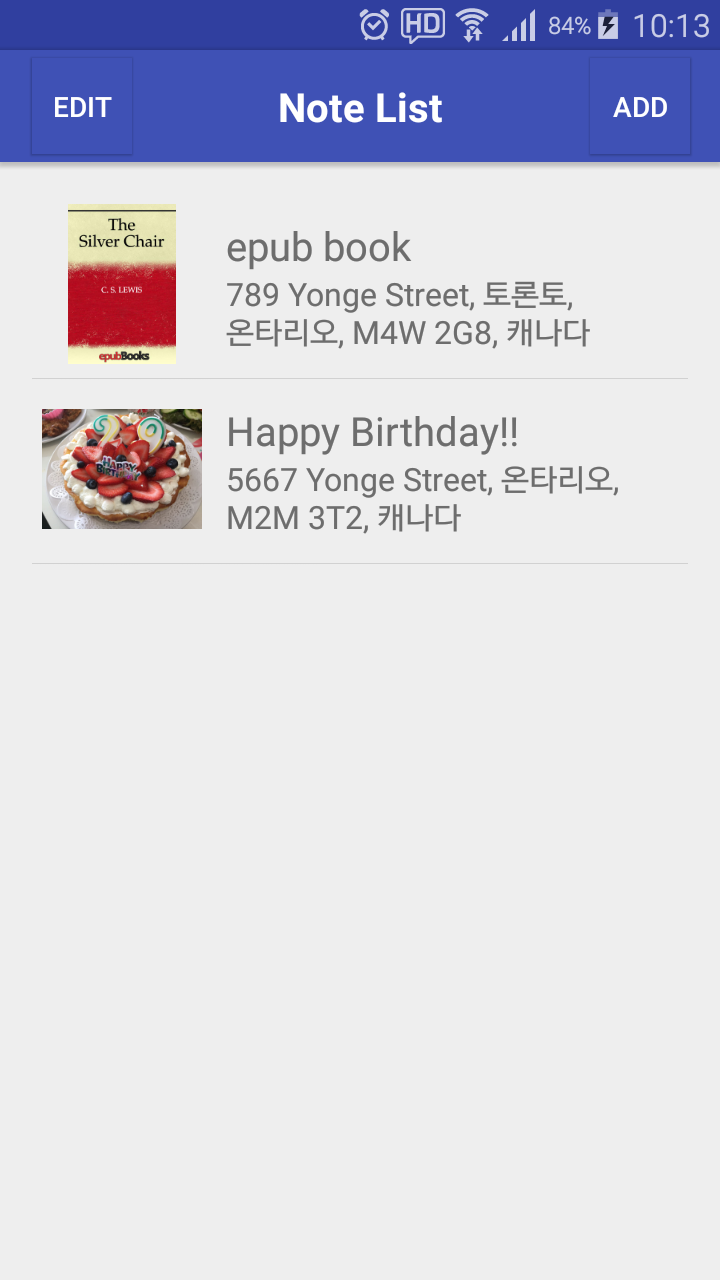 HD 84% 10:13
EDIT Note List ADD
The
Silver Chair
C. S. LEWIS
epubBooks
epub book
789 Yonge Street, 토론토,
온타리오, M4W 2G8, 캐나다
90
HAPPY
BIRTHDAY
Happy Birthday!!
5667 Yonge Street, 온타리오,
M2M 3T2, 캐나다